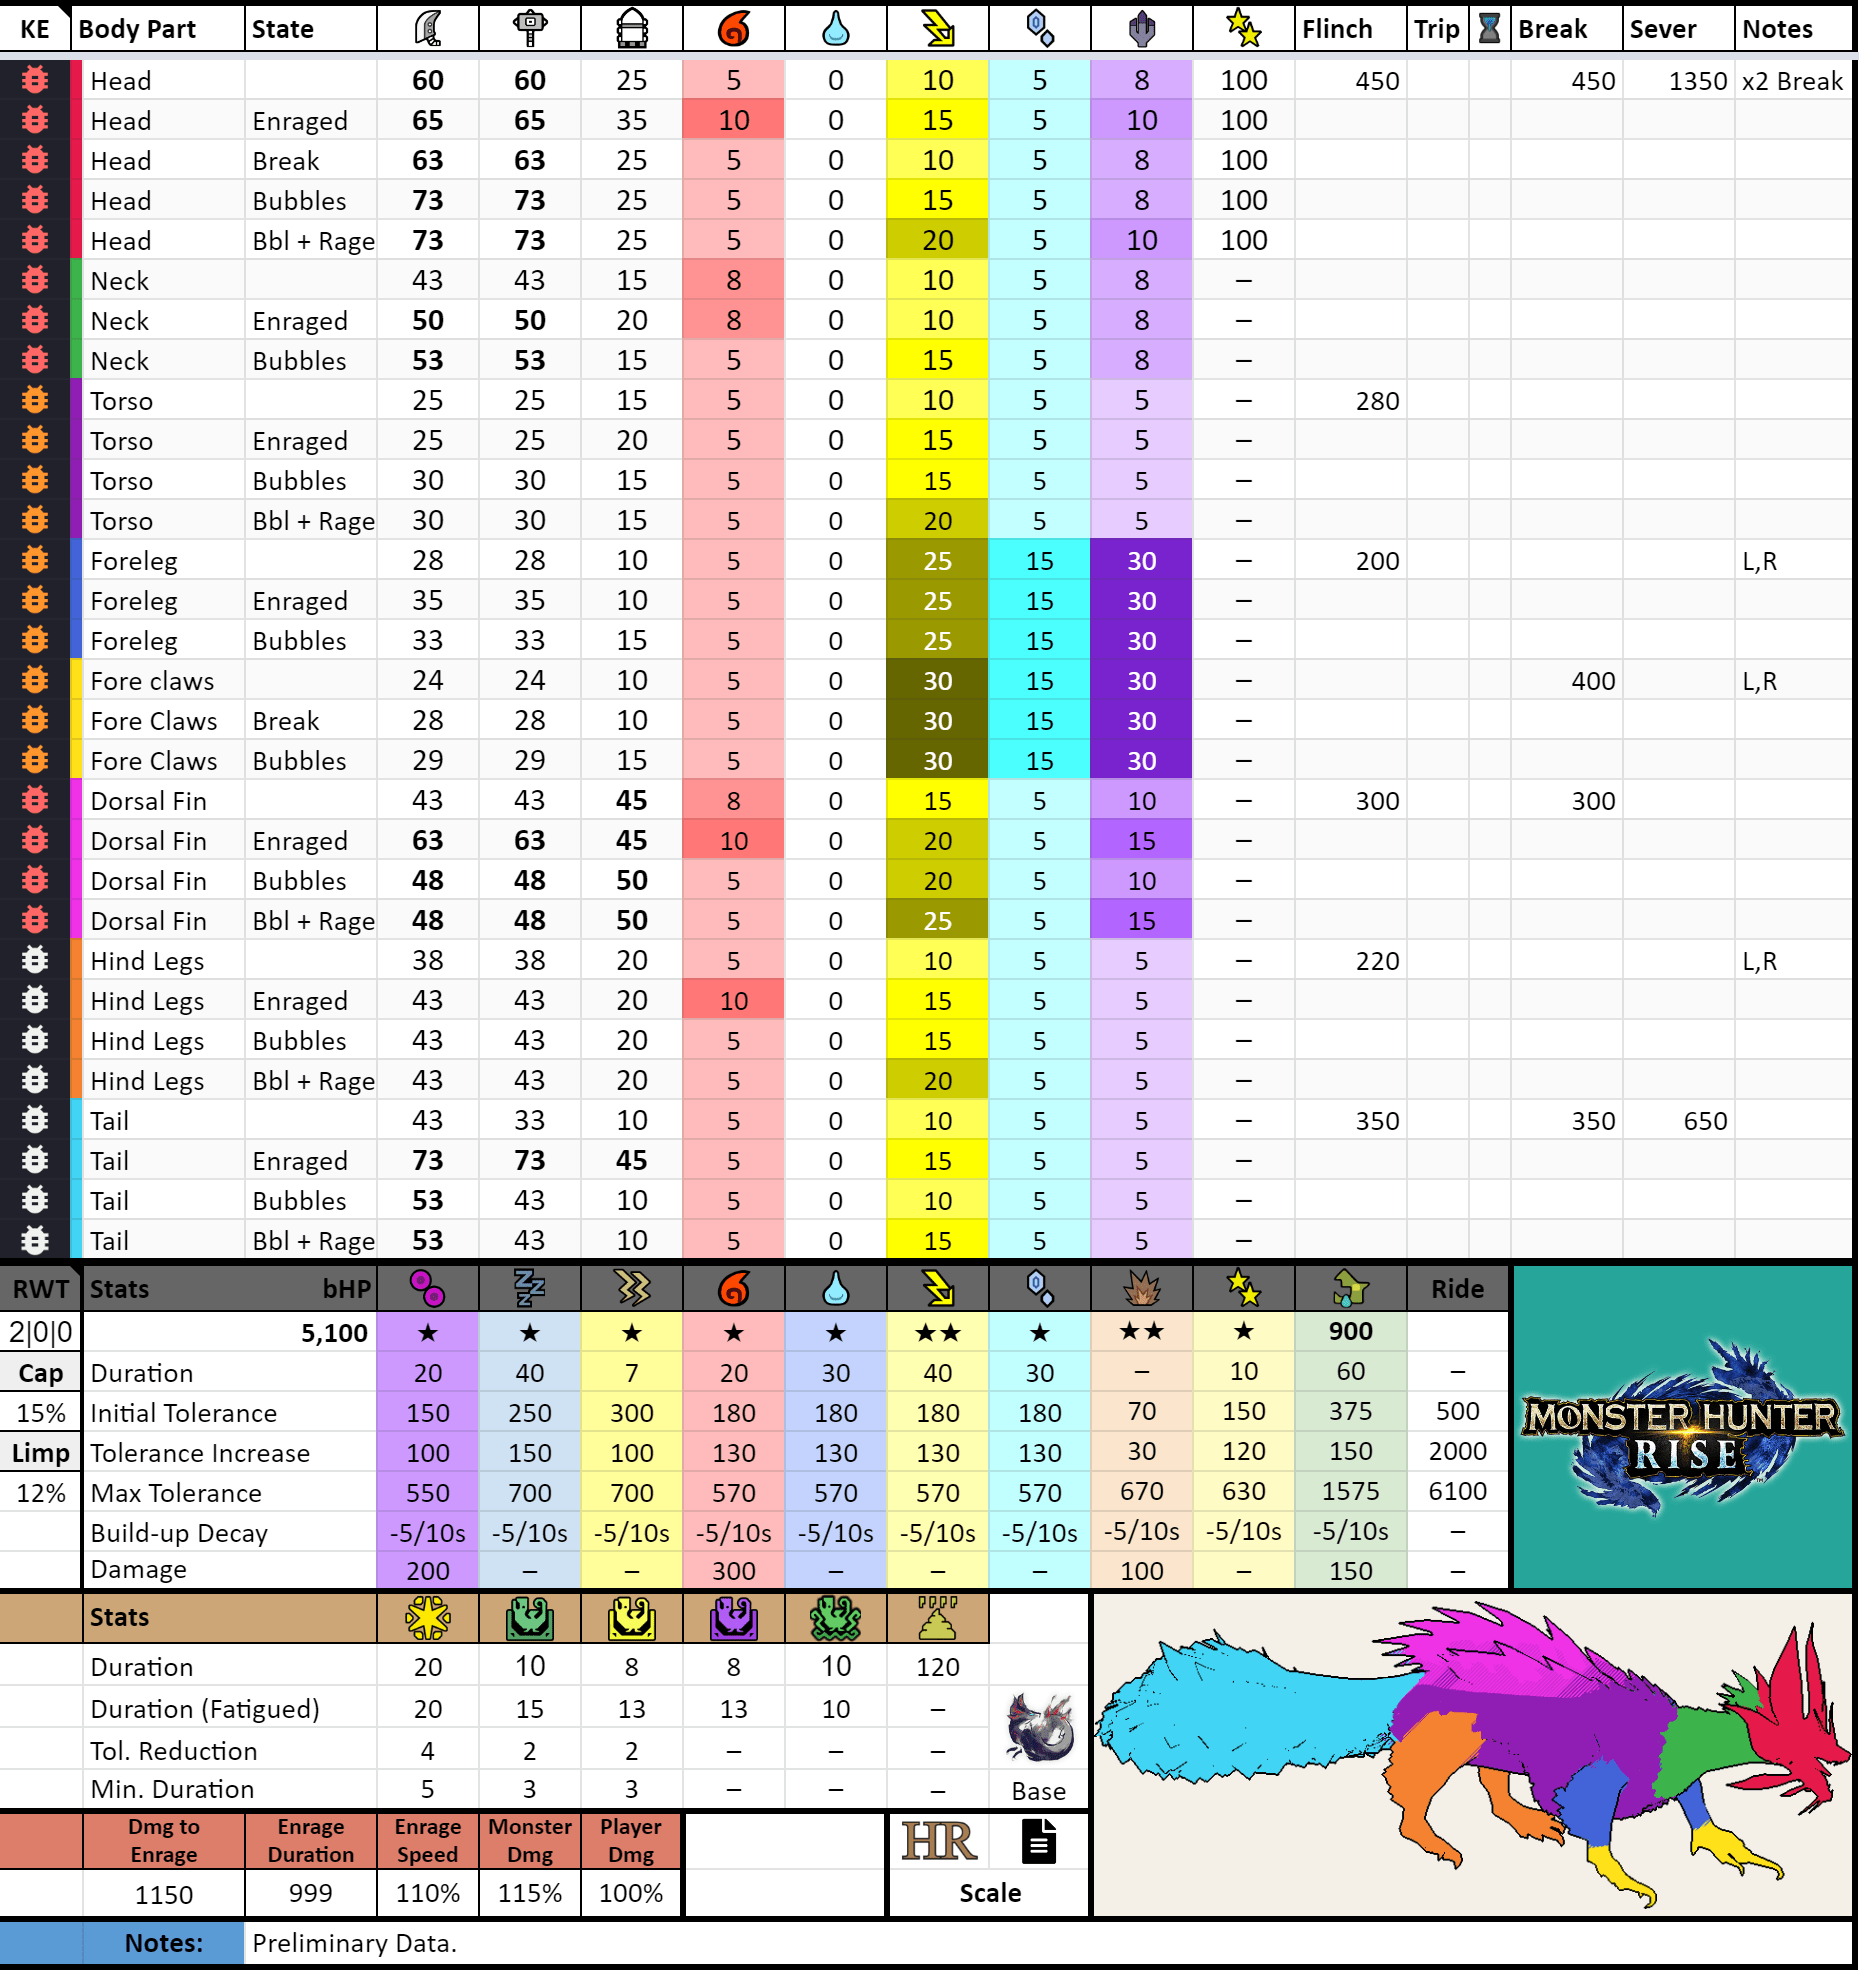 KE Body Part State Flinch Trip Break Sever Notes
Head 60 60 25 5 0 10 5 8 100 450 450 1350 x2 Break
Head Enraged 65 65 35 10 0 15 5 10 100
Head Break 63 63 25 5 0 10 5 8 100
Head Bubbles 73 73 25 5 0 15 5 8 100
Head Bbl + Rage 73 73 25 5 0 20 5 10 100
Neck 43 43 15 8 0 10 5 8 –
Neck Enraged 50 50 20 8 0 10 5 8 –
Neck Bubbles 53 53 15 5 0 15 5 8 –
Torso 25 25 15 5 0 10 5 5 – 280
Torso Enraged 25 25 20 5 0 15 5 5 –
Torso Bubbles 30 30 15 5 0 15 5 5 –
Torso Bbl + Rage 30 30 15 5 0 20 5 5 –
Foreleg 28 28 10 5 0 25 15 30 – 200 L,R
Foreleg Enraged 35 35 10 5 0 25 15 30 –
Foreleg Bubbles 33 33 15 5 0 25 15 30 –
Fore claws 24 24 10 5 0 30 15 30 – 400 L,R
Fore Claws Break 28 28 10 5 0 30 15 30 –
Fore Claws Bubbles 29 29 15 5 0 30 15 30 –
Dorsal Fin 43 43 45 8 0 15 5 10 – 300 300
Dorsal Fin Enraged 63 63 45 10 0 20 5 15 –
Dorsal Fin Bubbles 48 48 50 5 0 20 5 10 –
Dorsal Fin Bbl + Rage 48 48 50 5 0 25 5 15 –
Hind Legs 38 38 20 5 0 10 5 5 – 220 L,R
Hind Legs Enraged 43 43 20 10 0 15 5 5 –
Hind Legs Bubbles 43 43 20 5 0 15 5 5 –
Hind Legs Bbl + Rage 43 43 20 5 0 20 5 5 –
Tail 43 33 10 5 0 10 5 5 – 350 350 650
Tail Enraged 73 73 45 5 0 15 5 5 –
Tail Bubbles 53 43 10 5 0 10 5 5 –
Tail Bbl + Rage 53 43 10 5 0 15 5 5 –
RWT Stats bHP Ride
2|0|0 5,100 ★ ★ ★ ★ ★ ★★ ★ ★★ ★ 900
Cap Duration 20 40 7 20 30 40 30 – 10 60 –
15% Initial Tolerance 150 250 300 180 180 180 180 70 150 375 500
Limp Tolerance Increase 100 150 100 130 130 130 130 30 120 150 2000
12% Max Tolerance 550 700 700 570 570 570 570 670 630 1575 6100
Build-up Decay -5/10s -5/10s -5/10s -5/10s -5/10s -5/10s -5/10s -5/10s -5/10s -5/10s –
Damage 200 – – 300 – – – 100 – 150 –
MONSTER HUNTER
RISE
Stats
Duration 20 10 8 8 10 120
Duration (Fatigued) 20 15 13 13 10 –
Tol. Reduction 4 2 2 – – –
Min. Duration 5 3 3 – – – Base
Dmg to Enrage Enrage Duration Enrage Speed Monster Dmg Player Dmg HR
1150 999 110% 115% 100% Scale
Notes: Preliminary Data.